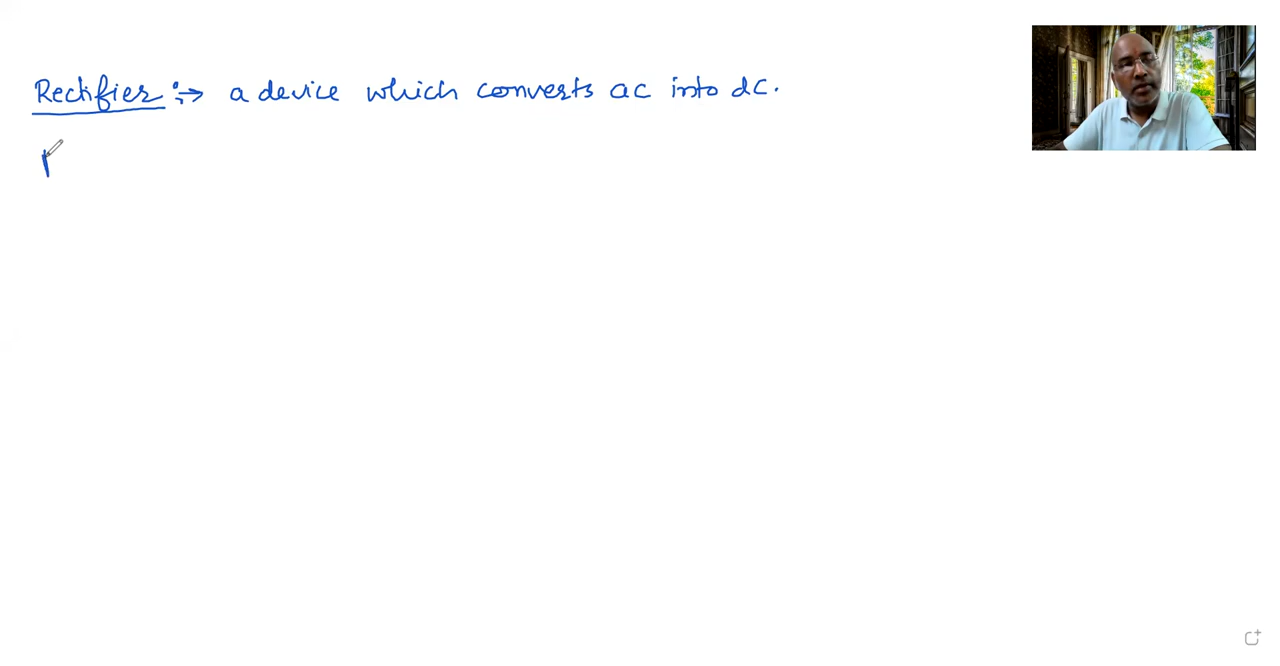 Rectifier :→ a device which converts ac into dc.